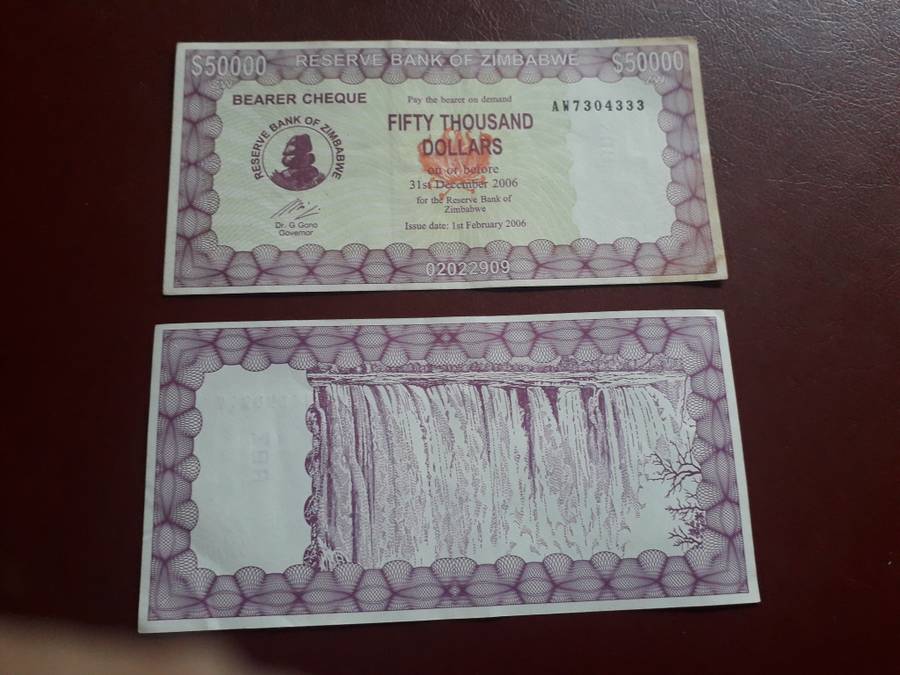 $50000 RESERVE BANK OF ZIMBABWE $50000
BEARER CHEQUE
Pay the bearer on demand
AW7304333
FIFTY THOUSAND
DOLLARS
RESERVE BANK OF ZIMBABWE
on or before
31st December 2006
for the Reserve Bank of
Zimbabwe
Dr. G Gono
Governor
Issue date: 1st February 2006
02022909